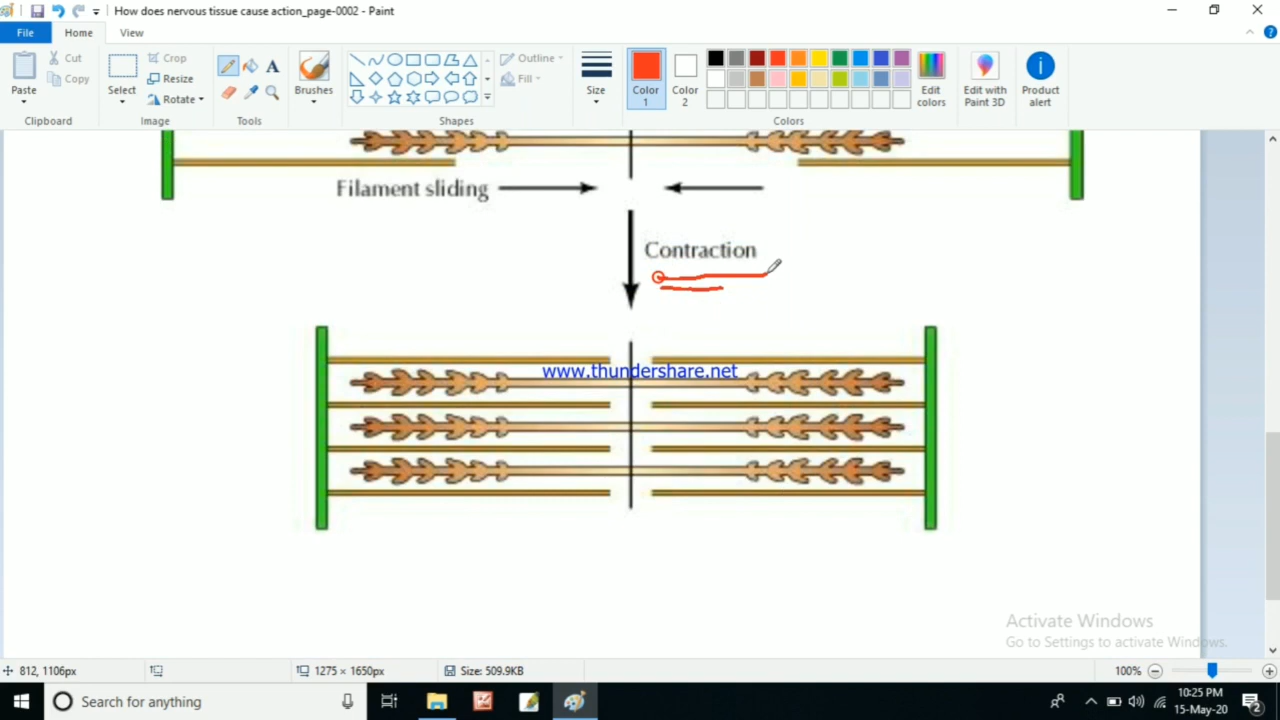 How does nervous tissue cause action_page-0002 - Paint
File
Home
View
Paste
Cut
Copy
Clipboard
Select
Crop
Resize
Rotate
Image
A
Tools
Brushes
Shapes
Outline
Fill
Size
Color
1
Color
2
Colors
Edit
colors
Edit with
Paint 3D
Product
alert
Filament sliding
Contraction
www.thundershare.net
Activate Windows
Go to Settings to activate Windows.
812, 1106px
1275 × 1650px
Size: 509.9KB
100%
Search for anything
10:25 PM
15-May-20
2